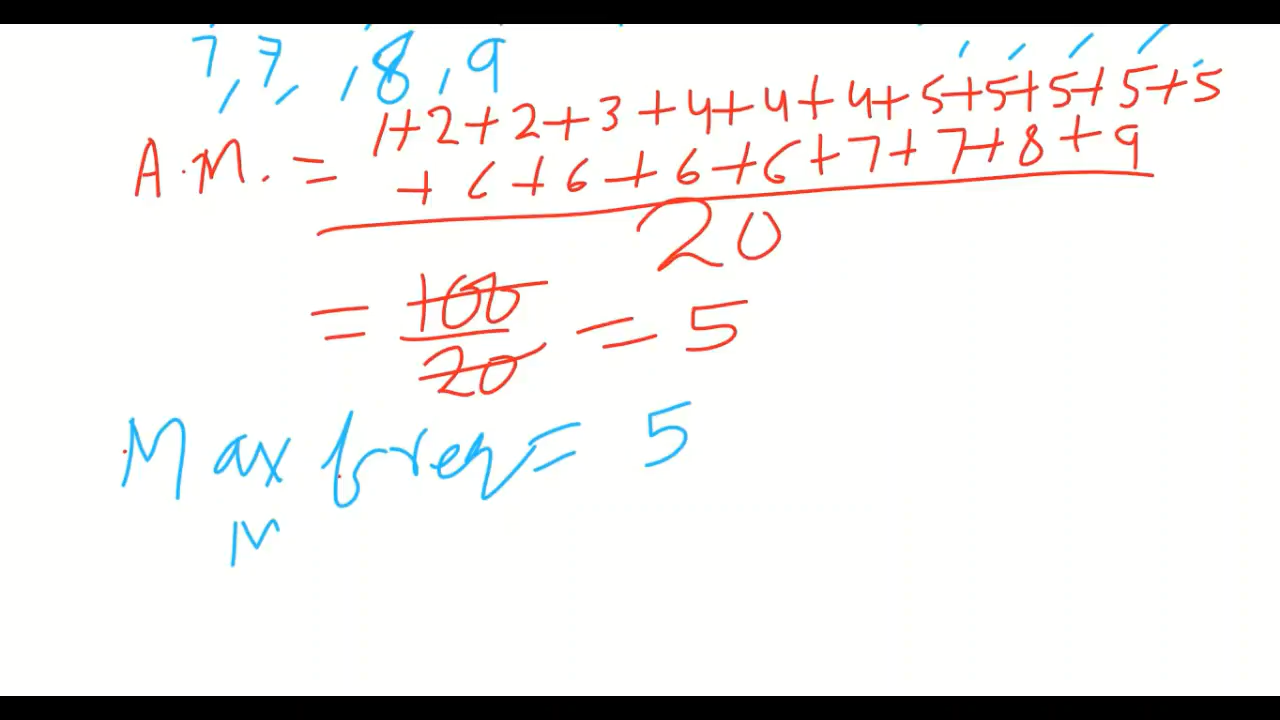 7, 7, , 8, 9
A.M. = 1+2+2+3+4+4+4+5+5+5+5+5
+6+6+6+6+7+7+8+9
20
= 100/20 = 5
Max freq = 5
M